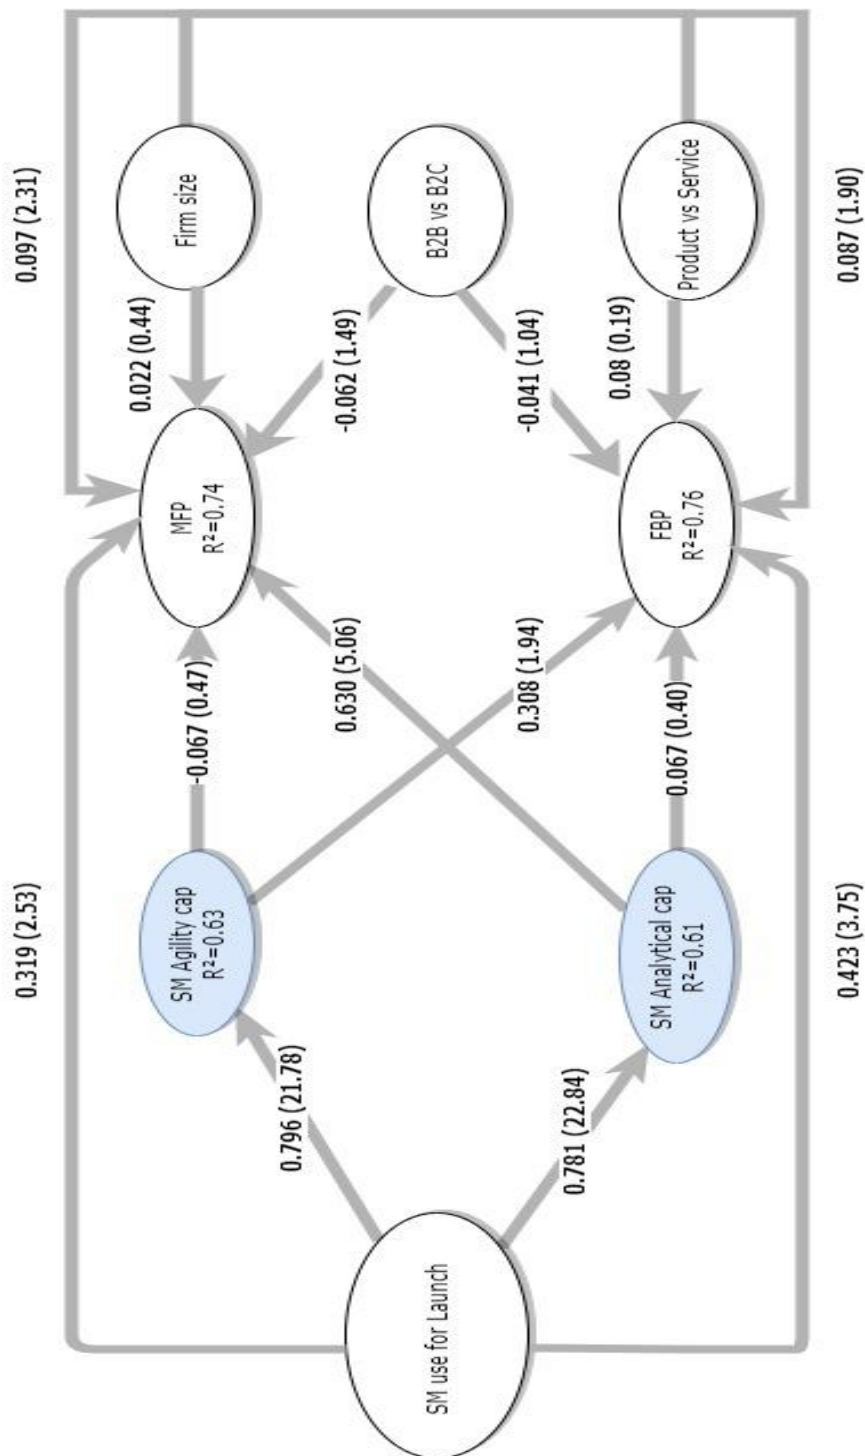 0.319 (2.53)
0.097 (2.31)
SM Agility cap
R²=0.63
-0.067 (0.47)
MFP
R²=0.74
0.022 (0.44)
Firm size
0.796 (21.78)
0.630 (5.06)
-0.062 (1.49)
SM use for Launch
B2B vs B2C
0.781 (22.84)
0.308 (1.94)
-0.041 (1.04)
SM Analytical cap
R²=0.61
0.067 (0.40)
FBP
R²=0.76
0.08 (0.19)
Product vs Service
0.423 (3.75)
0.087 (1.90)